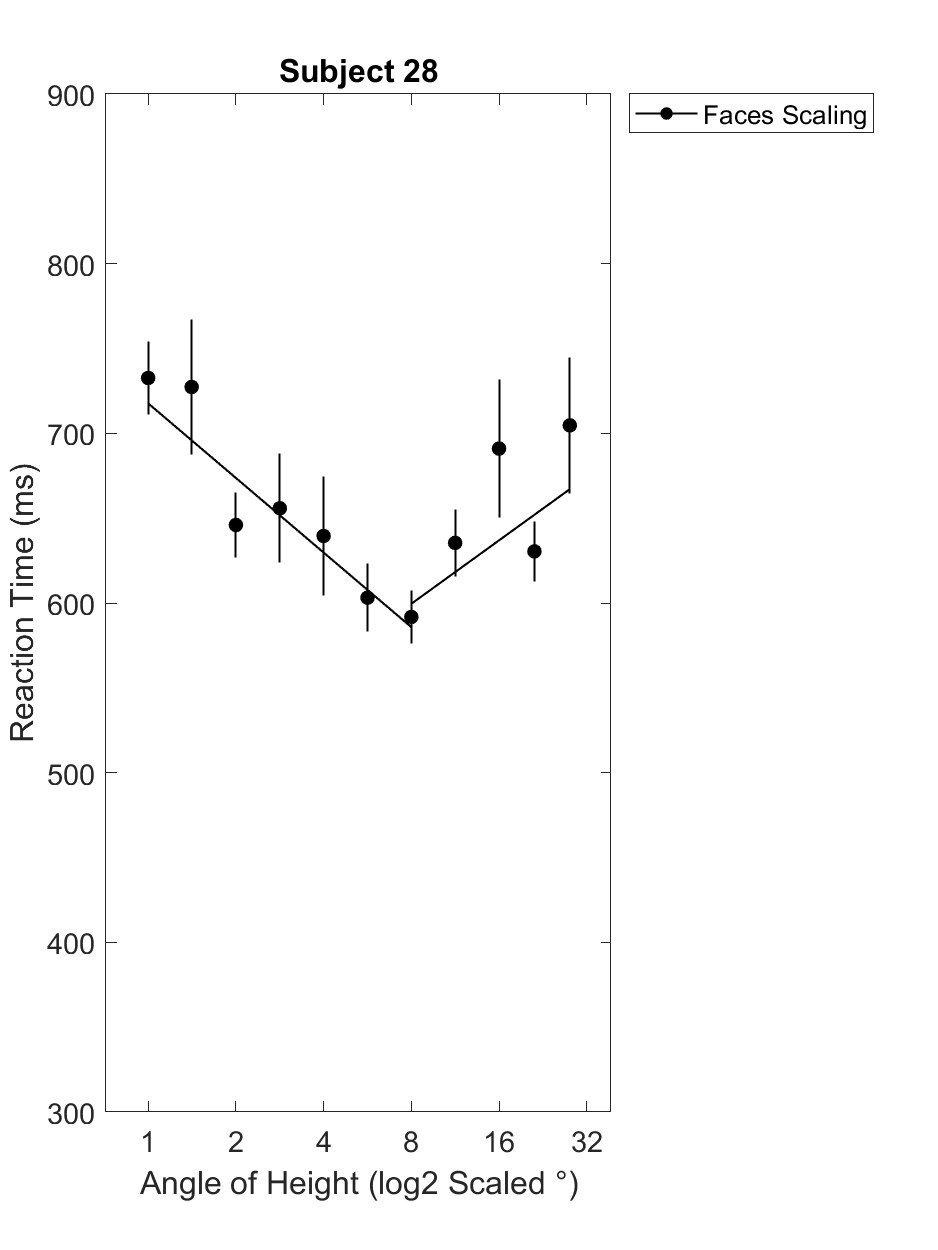 Subject 28
Faces Scaling
900
800
700
600
500
400
300
Reaction Time (ms)
1 2 4 8 16 32
Angle of Height (log2 Scaled °)